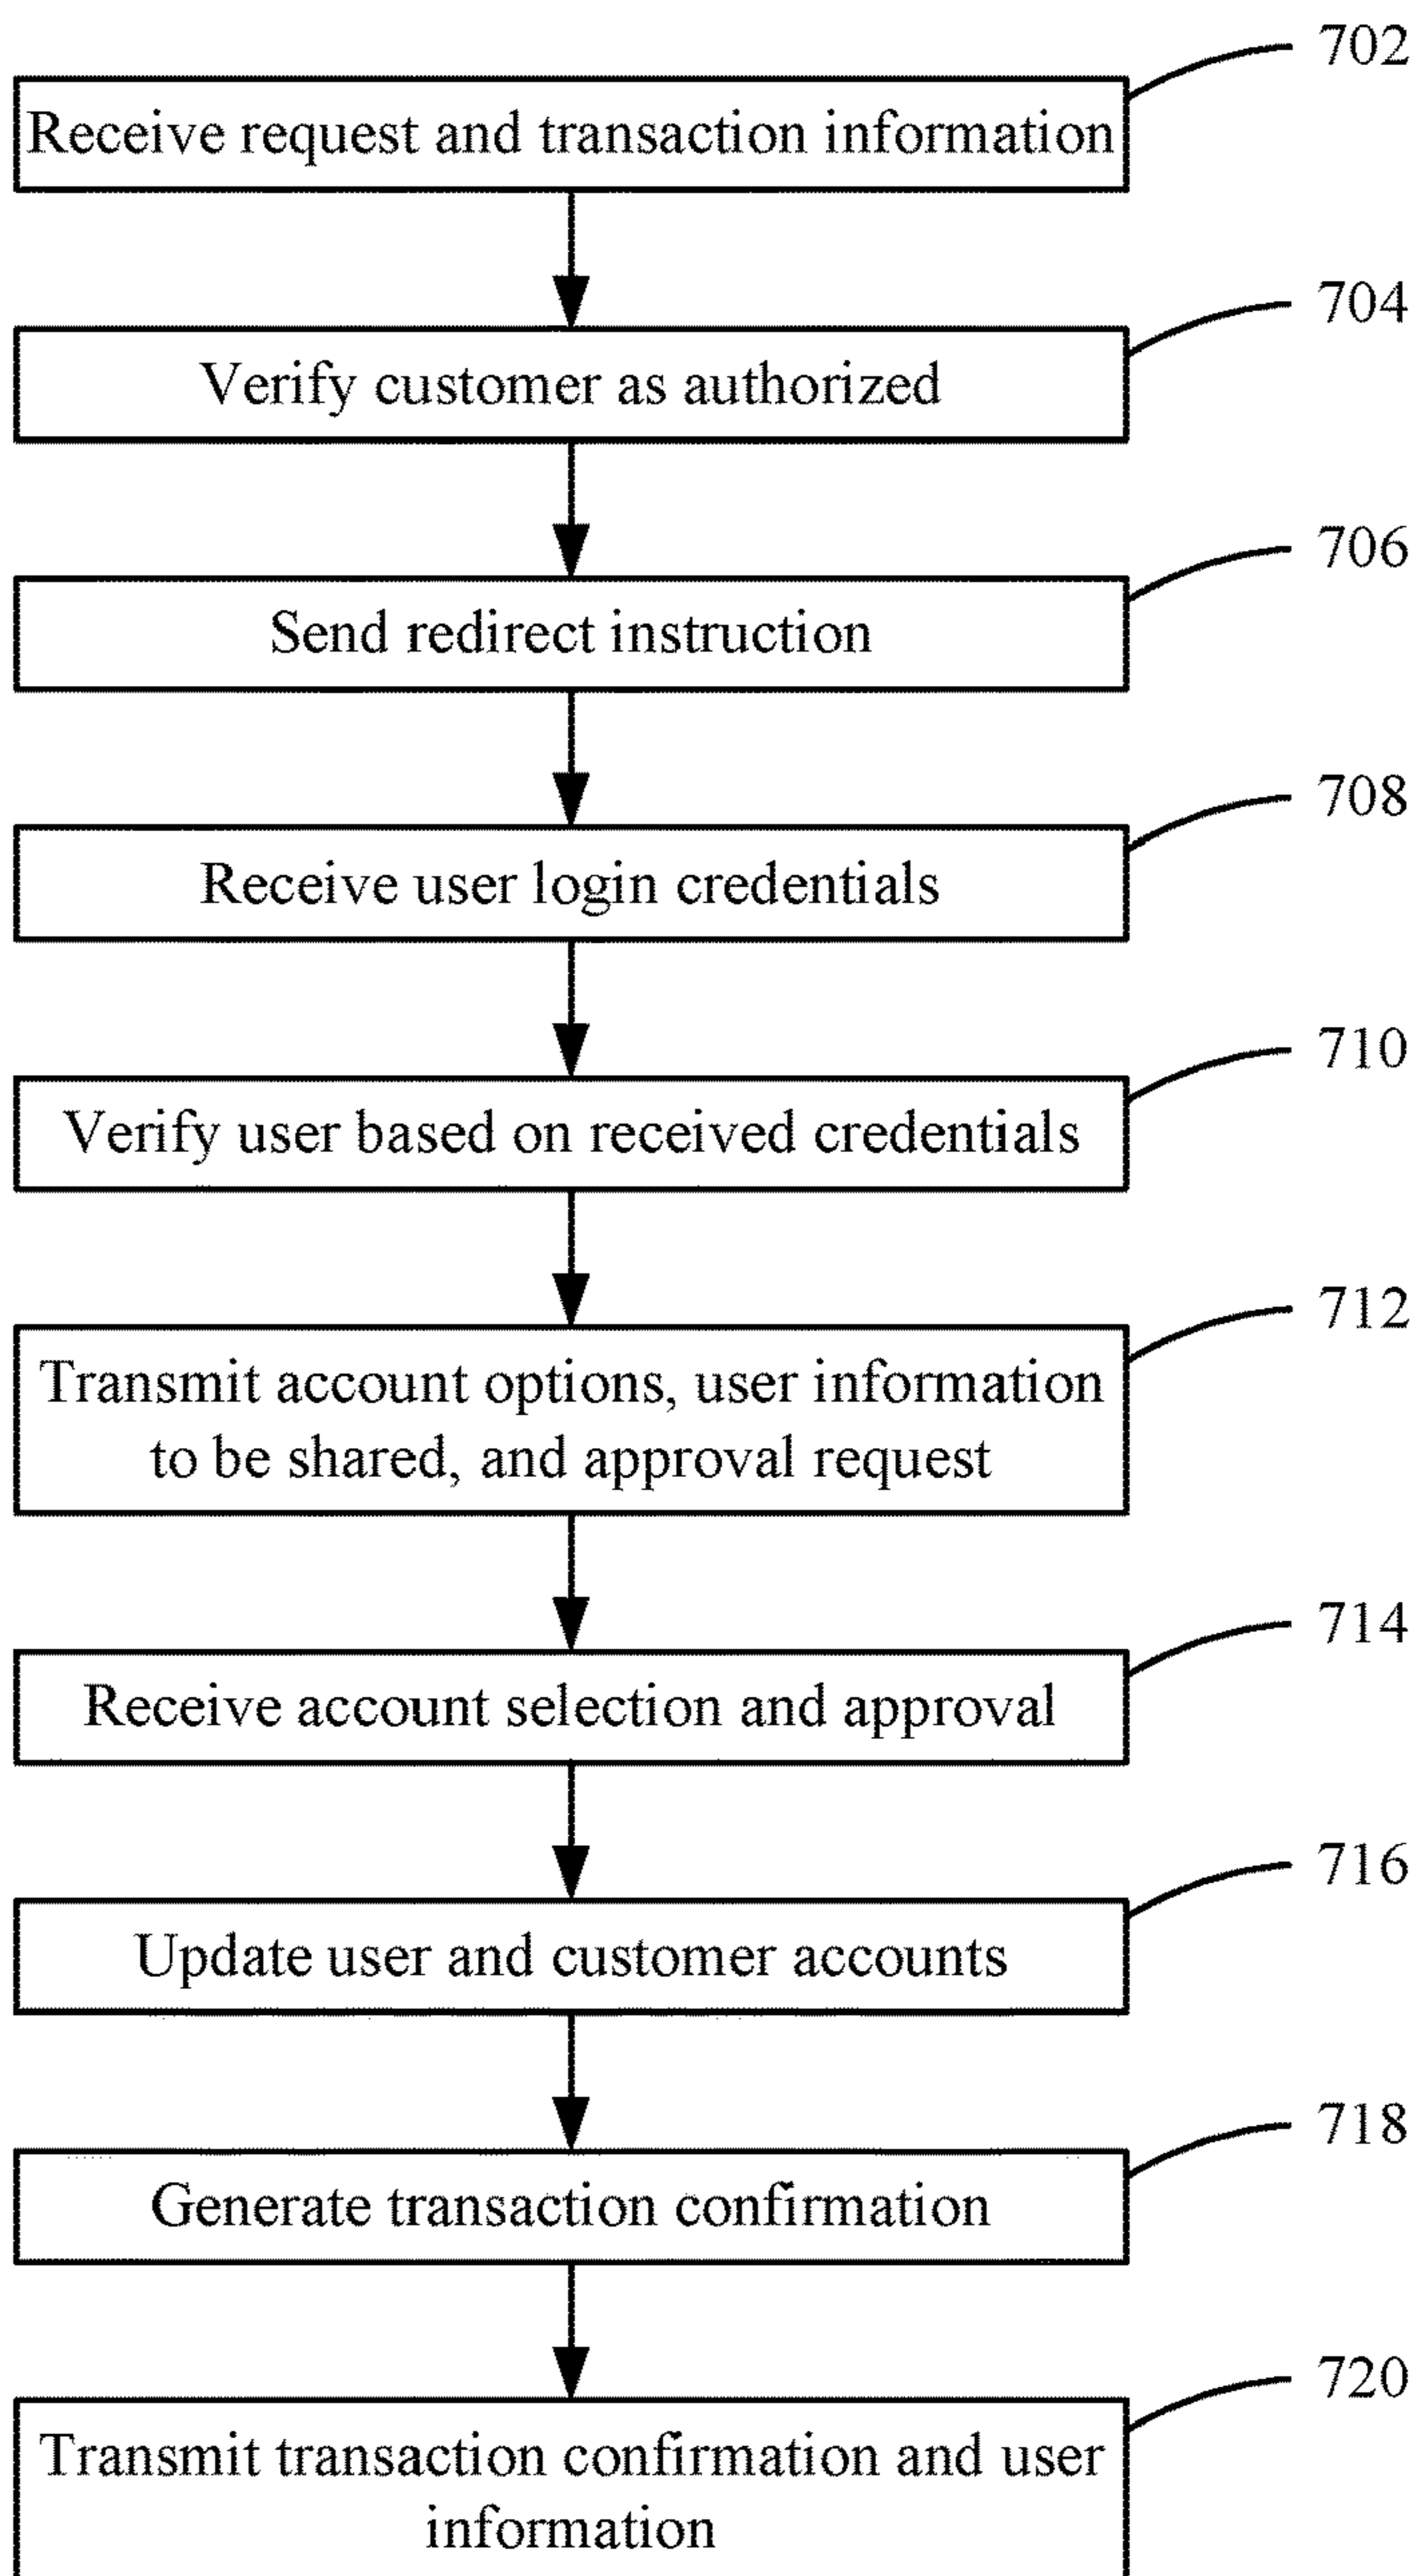 702
Receive request and transaction information
704
Verify customer as authorized
706
Send redirect instruction
708
Receive user login credentials
710
Verify user based on received credentials
712
Transmit account options, user information
to be shared, and approval request
714
Receive account selection and approval
716
Update user and customer accounts
718
Generate transaction confirmation
720
Transmit transaction confirmation and user
information